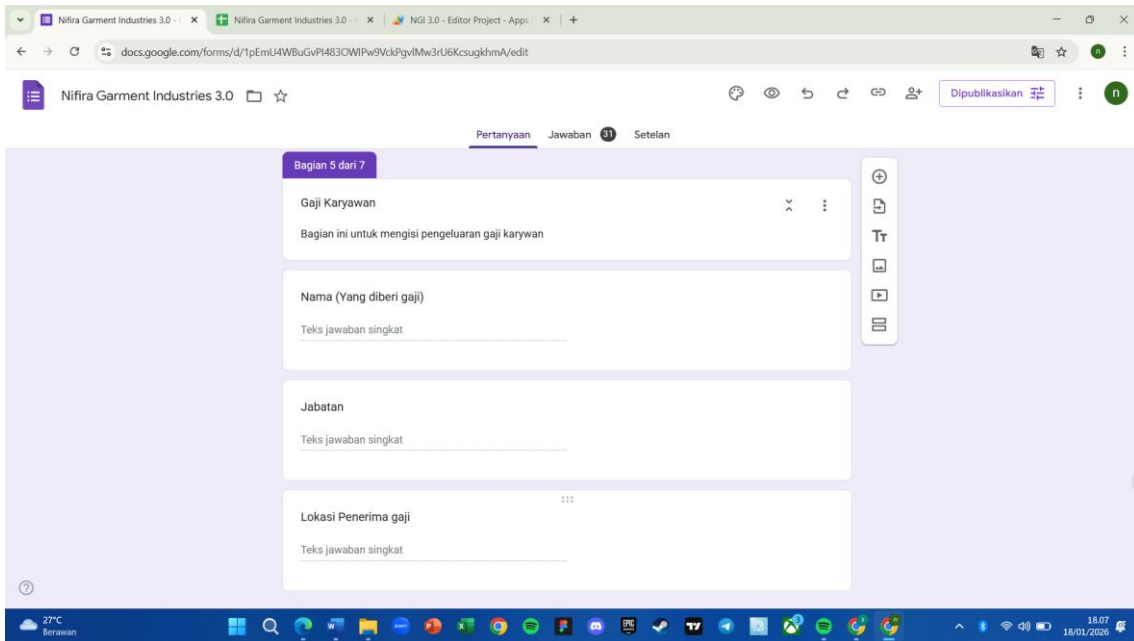 Nifira Garment Industries 3.0 - G
Nifira Garment Industries 3.0 - (
NGI 3.0 - Editor Project - Apps S
docs.google.com/forms/d/1pEmU4WBuGvPI483OWIPw9VckPgvlMw3rU6KcsugkhmA/edit
n
Nifira Garment Industries 3.0
Dipublikasikan
n
Pertanyaan Jawaban 31 Setelan
Bagian 5 dari 7
Gaji Karyawan
Bagian ini untuk mengisi pengeluaran gaji karywan
Nama (Yang diberi gaji)
Teks jawaban singkat
Jabatan
Teks jawaban singkat
Lokasi Penerima gaji
Teks jawaban singkat
27°C
Berawan
18.07
18/01/2026